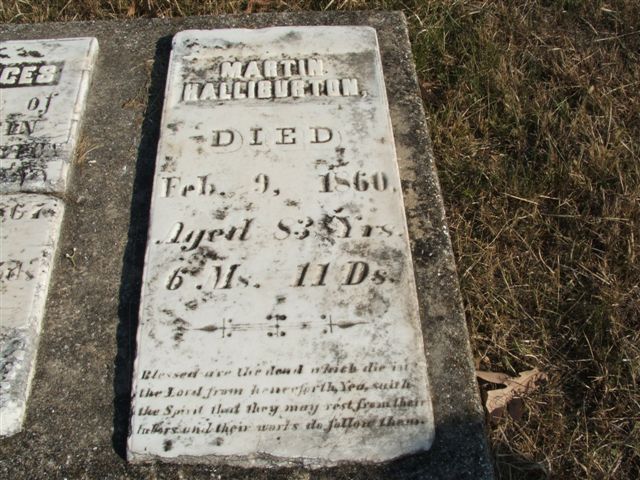 GES
of
IN
MARTIN
HALLIBURTON,
DIED
Feb. 9, 1860.
Aged 83 Yrs.
6 Ms. 11 Ds.
Blessed are the dead which die in
the Lord from henceforth, Yea, saith
the Spirit that they may rest from their
labors and their works do follow them.